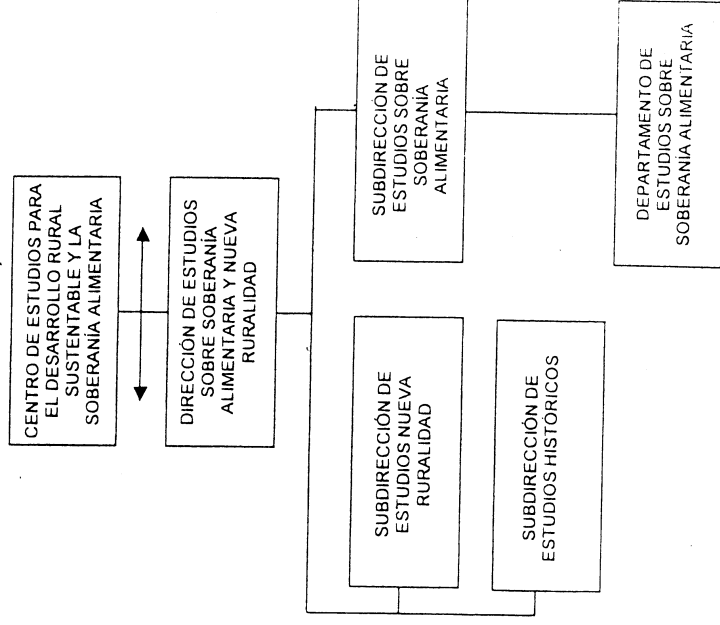 CENTRO DE ESTUDIOS PARA
EL DESARROLLO RURAL
SUSTENTABLE Y LA
SOBERANÍA ALIMENTARIA
DIRECCIÓN DE ESTUDIOS
SOBRE SOBERANÍA
ALIMENTARIA Y NUEVA
RURALIDAD
SUBDIRECCIÓN DE
ESTUDIOS NUEVA
RURALIDAD
SUBDIRECCIÓN DE
ESTUDIOS HISTÓRICOS
SUBDIRECCIÓN DE
ESTUDIOS SOBRE
SOBERANÍA
ALIMENTARIA
DEPARTAMENTO DE
ESTUDIOS SOBRE
SOBERANÍA ALIMENTARIA